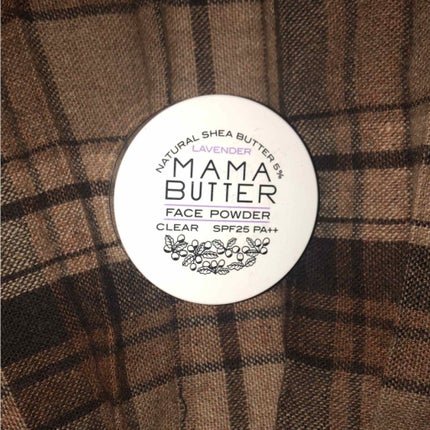 NATURAL SHEA BUTTER 5%
LAVENDER
MAMA
BUTTER
FACE POWDER
CLEAR SPF25 PA++